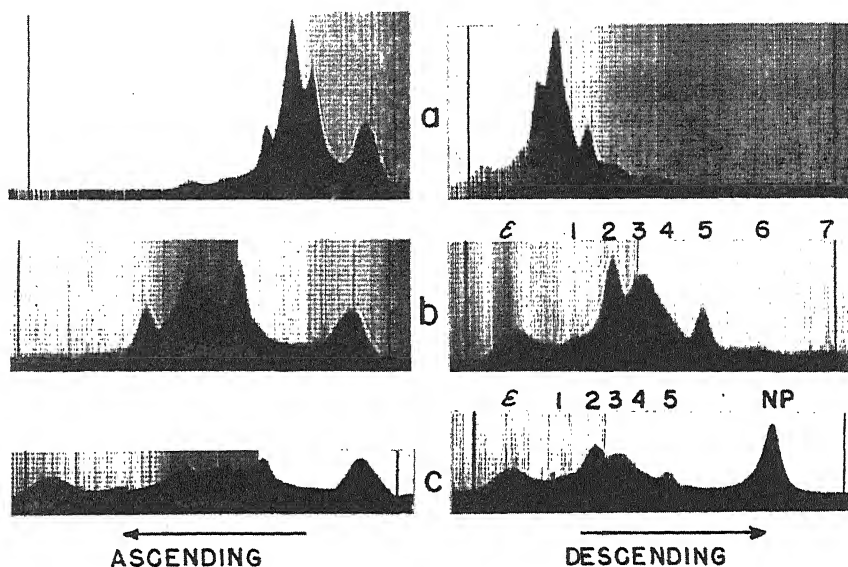 a
ε 1 2 3 4 5 6 7
b
ε 1 2 3 4 5 NP
c
ASCENDING DESCENDING